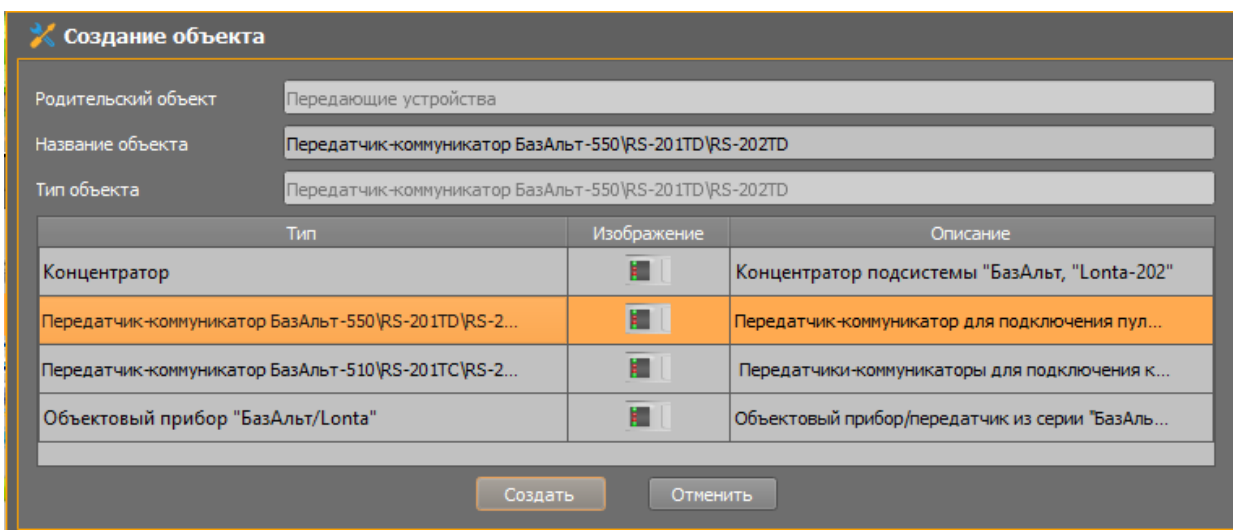 Создание объекта
Родительский объект Передающие устройства
Название объекта Передатчик-коммуникатор БазАльт-550\RS-201TD\RS-202TD
Тип объекта Передатчик-коммуникатор БазАльт-550\RS-201TD\RS-202TD
Тип Изображение Описание
Концентратор Концентратор подсистемы "БазАльт, "Lonta-202"
Передатчик-коммуникатор БазАльт-550\RS-201TD\RS-2... Передатчик-коммуникатор для подключения пул...
Передатчик-коммуникатор БазАльт-510\RS-201TC\RS-2... Передатчики-коммуникаторы для подключения к...
Объектовый прибор "БазАльт/Lonta" Объектовый прибор/передатчик из серии "БазАль...
Создать Отменить